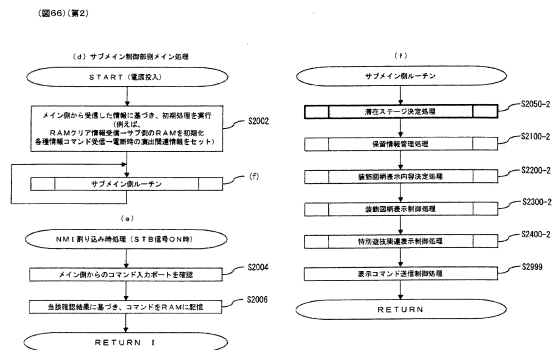 (図66)(第2)
(d) サブメイン制御部側メイン処理
START (電源投入)
メイン側から受信した情報に基づき、初期処理を実行
(例えば、
RAMクリア情報受信→サブ側のRAMを初期化
各種情報コマンド受信→電断時の演出関連情報をセット)
S2002
サブメイン側ルーチン
(f)
(a)
NMI割り込み時処理 (STB信号ON時)
メイン側からのコマンド入力ポートを確認
S2004
当該確認結果に基づき、コマンドをRAMに記憶
S2006
RETURN I
(f)
サブメイン側ルーチン
滞在ステージ決定処理
S2050-2
保留情報管理処理
S2100-2
装飾図柄表示内容決定処理
S2200-2
装飾図柄表示制御処理
S2300-2
特別遊技関連表示制御処理
S2400-2
表示コマンド送信制御処理
S2999
RETURN